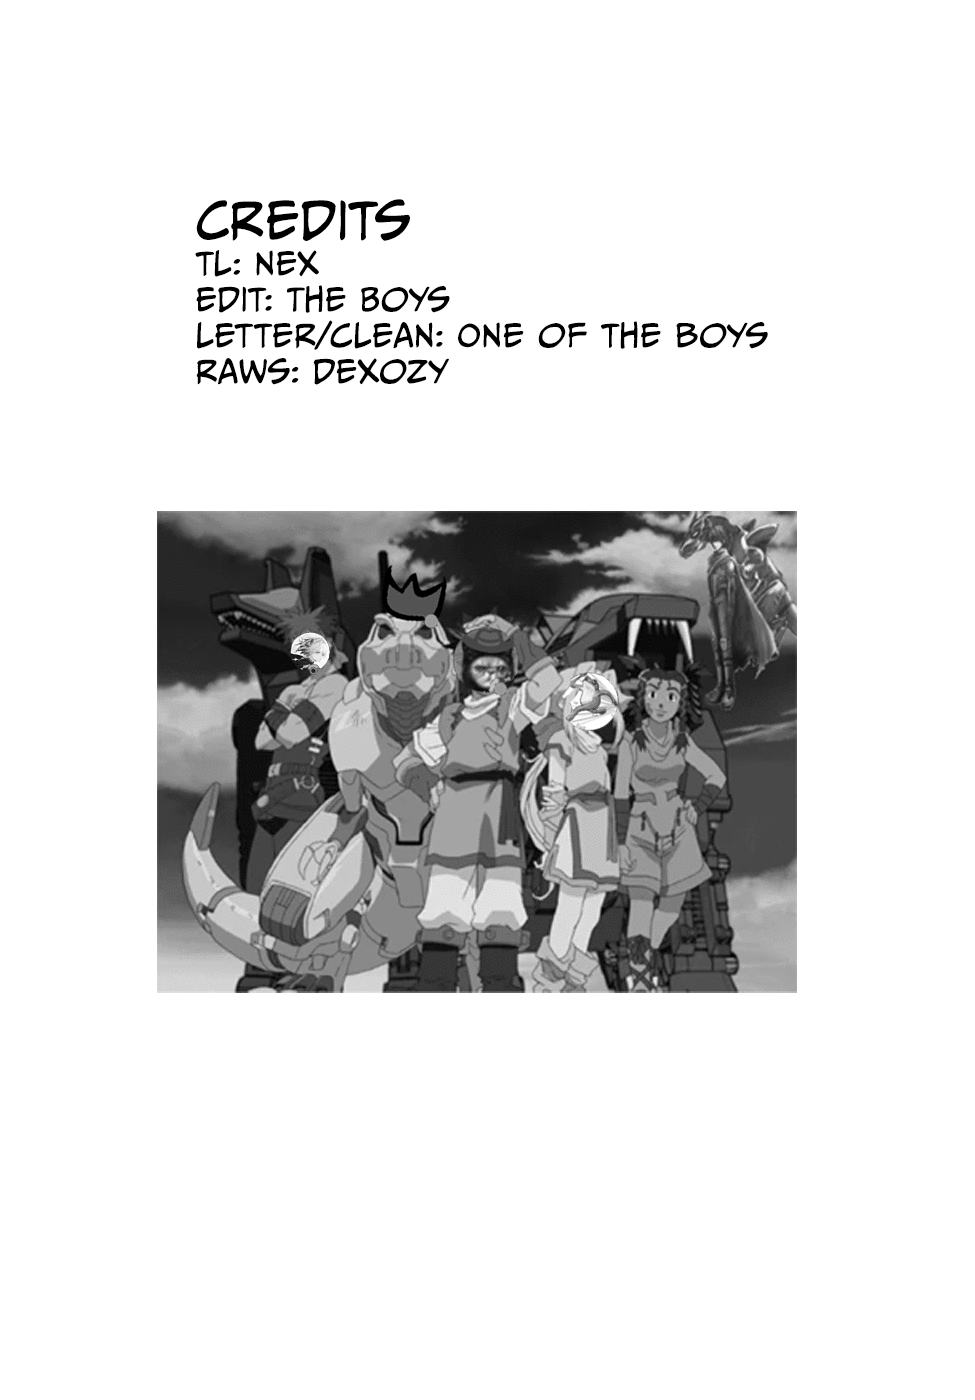 CREDITS
TL: NEX
EDIT: THE BOYS
LETTER/CLEAN: ONE OF THE BOYS
RAWS: DEXOZY